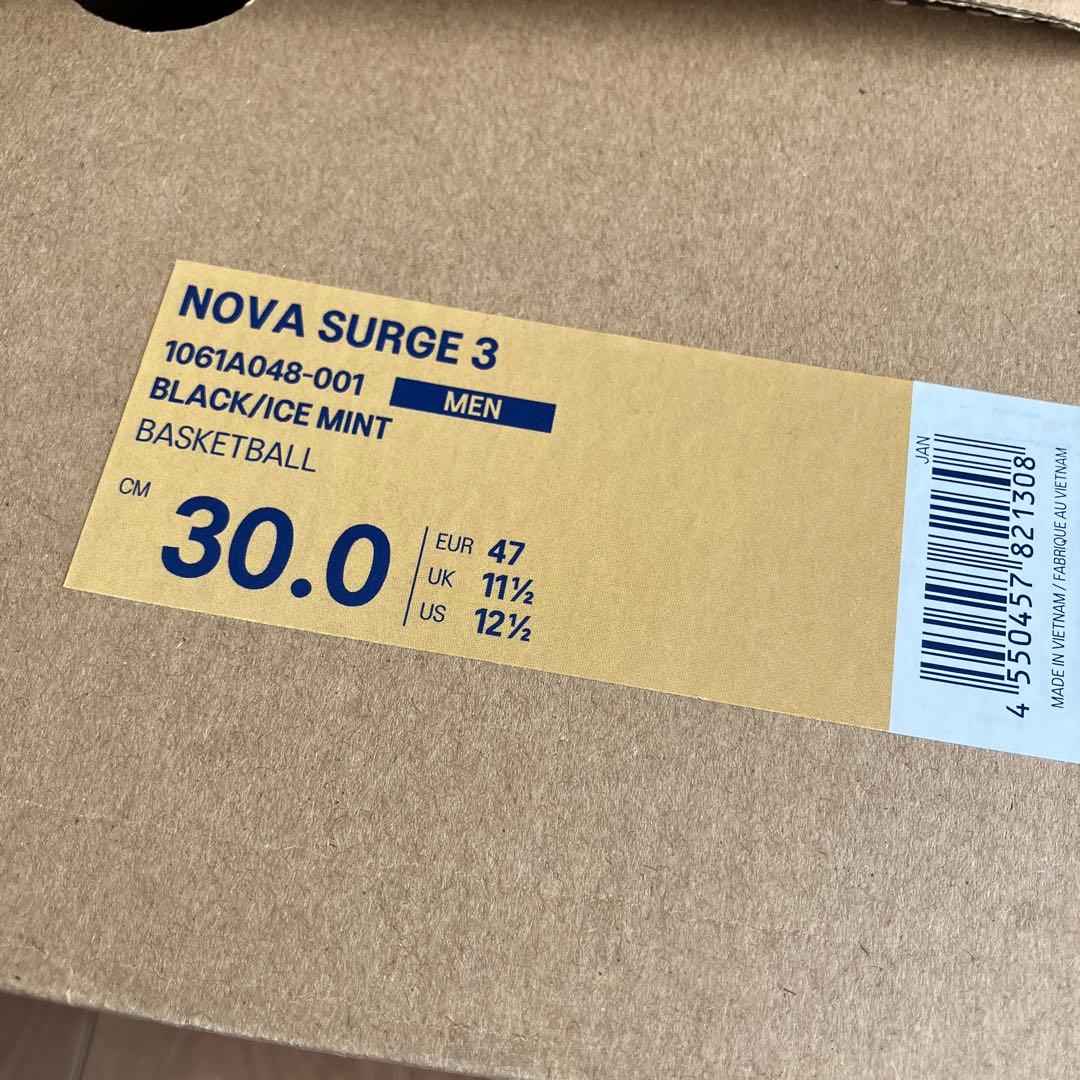 NOVA SURGE 3
1061A048-001
MEN
BLACK/ICE MINT
BASKETBALL
CM
30.0
EUR 47
UK 11½
US 12½
JAN
4 550457 821308
MADE IN VIETNAM / FABRIQUE AU VIETNAM